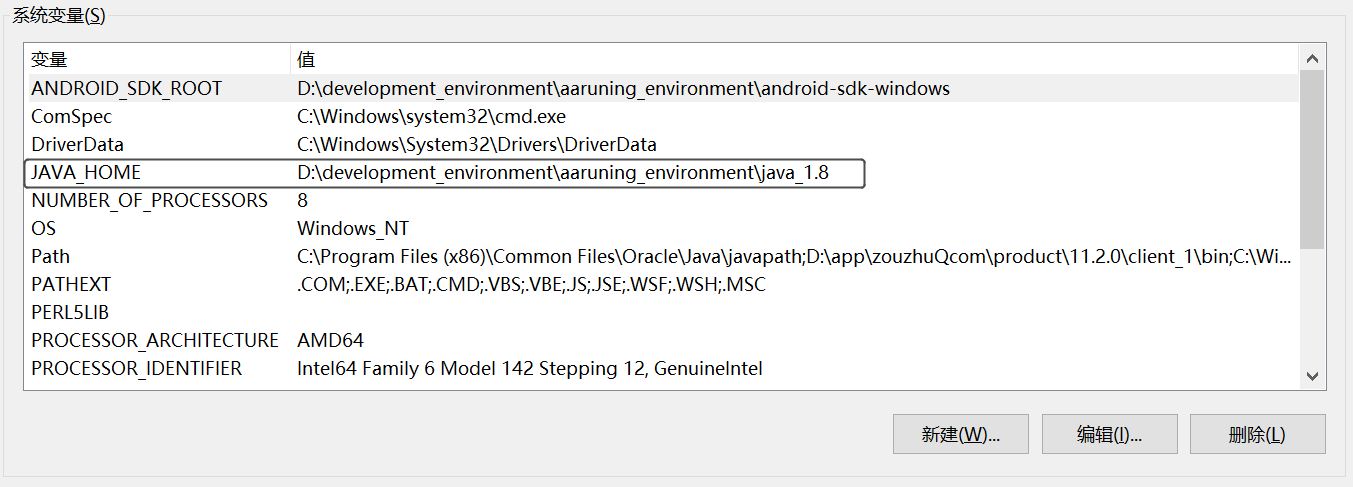 系统变量(S)
变量 值
ANDROID_SDK_ROOT D:\development_environment\aaruning_environment\android-sdk-windows
ComSpec C:\Windows\system32\cmd.exe
DriverData C:\Windows\System32\Drivers\DriverData
JAVA_HOME D:\development_environment\aaruning_environment\java_1.8
NUMBER_OF_PROCESSORS 8
OS Windows_NT
Path C:\Program Files (x86)\Common Files\Oracle\Java\javapath;D:\app\zouzhuQcom\product\11.2.0\client_1\bin;C:\Wi...
PATHEXT .COM;.EXE;.BAT;.CMD;.VBS;.VBE;.JS;.JSE;.WSF;.WSH;.MSC
PERL5LIB
PROCESSOR_ARCHITECTURE AMD64
PROCESSOR_IDENTIFIER Intel64 Family 6 Model 142 Stepping 12, GenuineIntel
新建(W)... 编辑(I)... 删除(L)